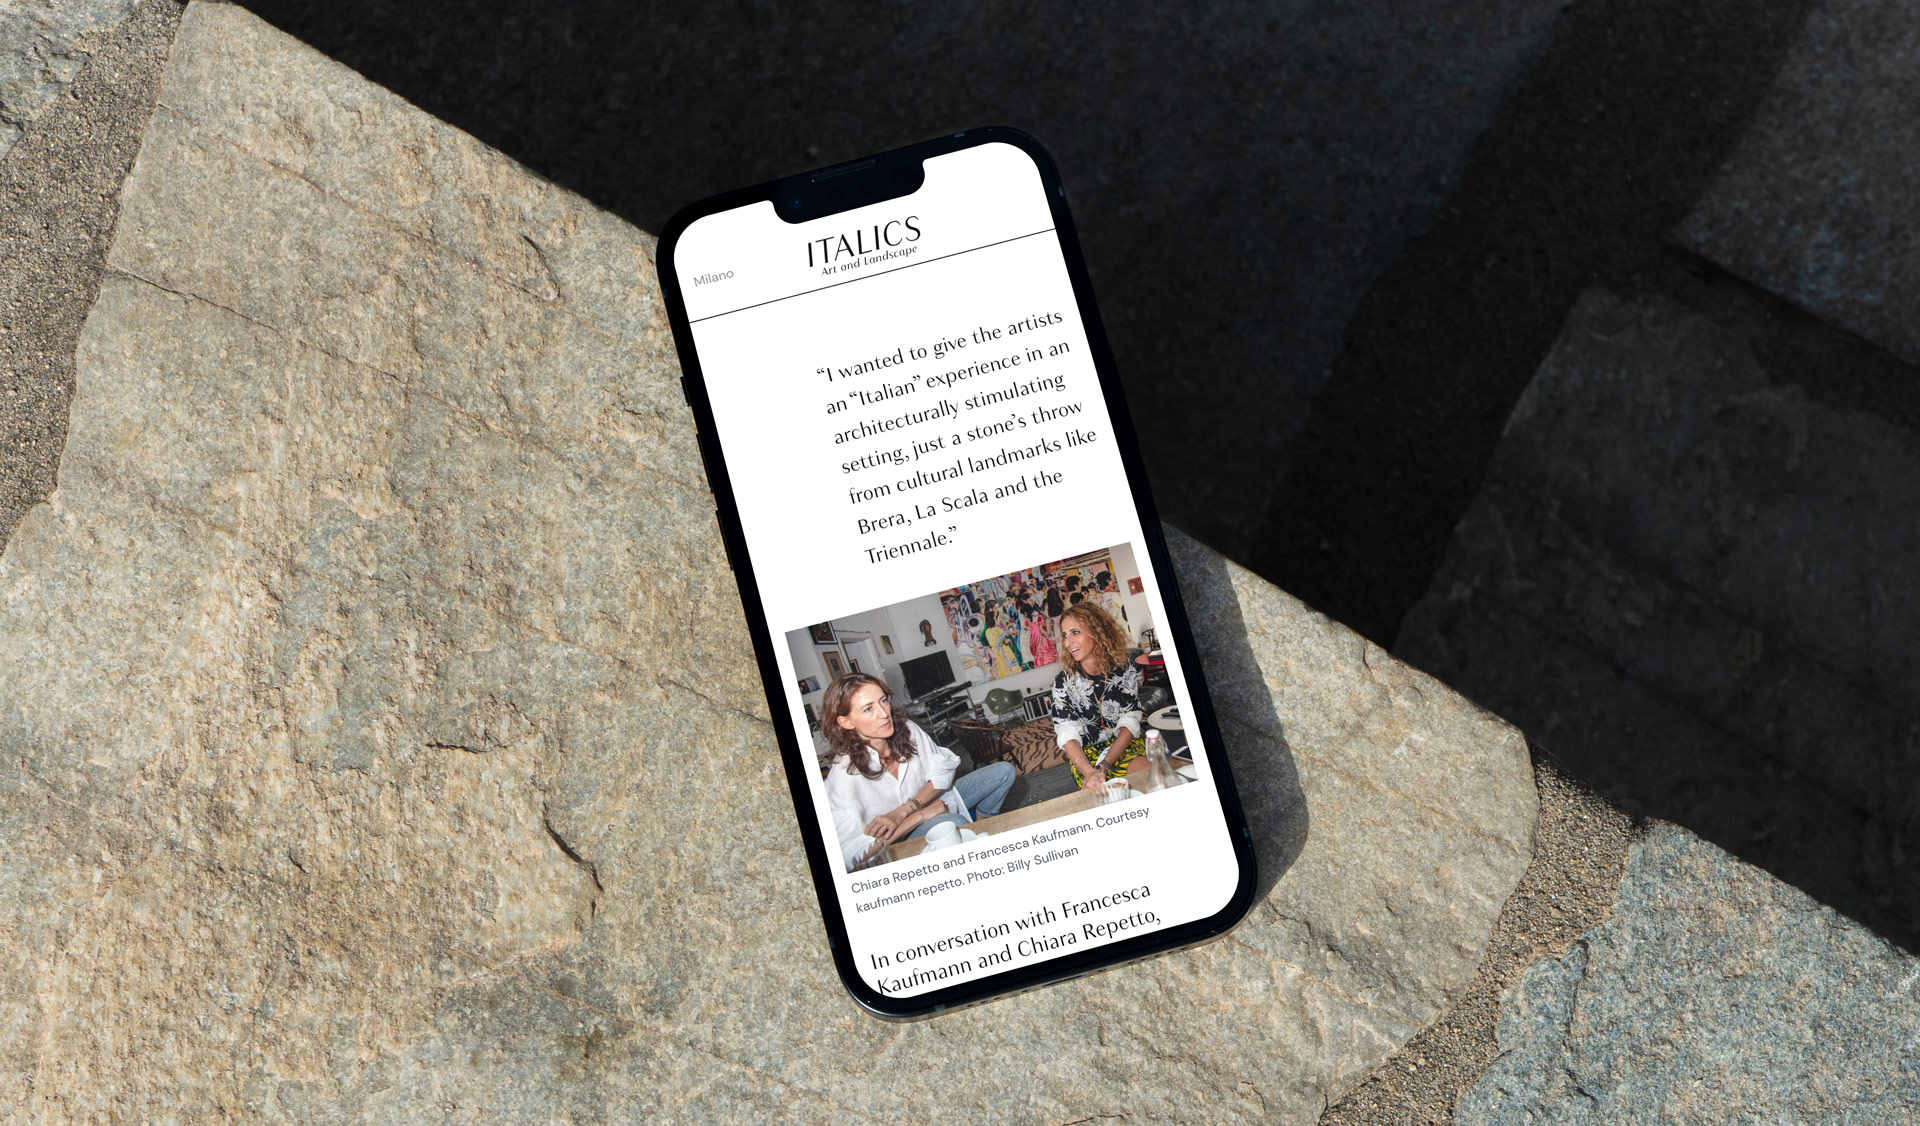 ITALICS
Art and Landscape
Milano
“I wanted to give the artists
an “Italian” experience in an
architecturally stimulating
setting, just a stone’s throw
from cultural landmarks like
Brera, La Scala and the
Triennale.”
Chiara Repetto and Francesca Kaufmann. Courtesy
kaufmann repetto. Photo: Billy Sullivan
In conversation with Francesca
Kaufmann and Chiara Repetto,